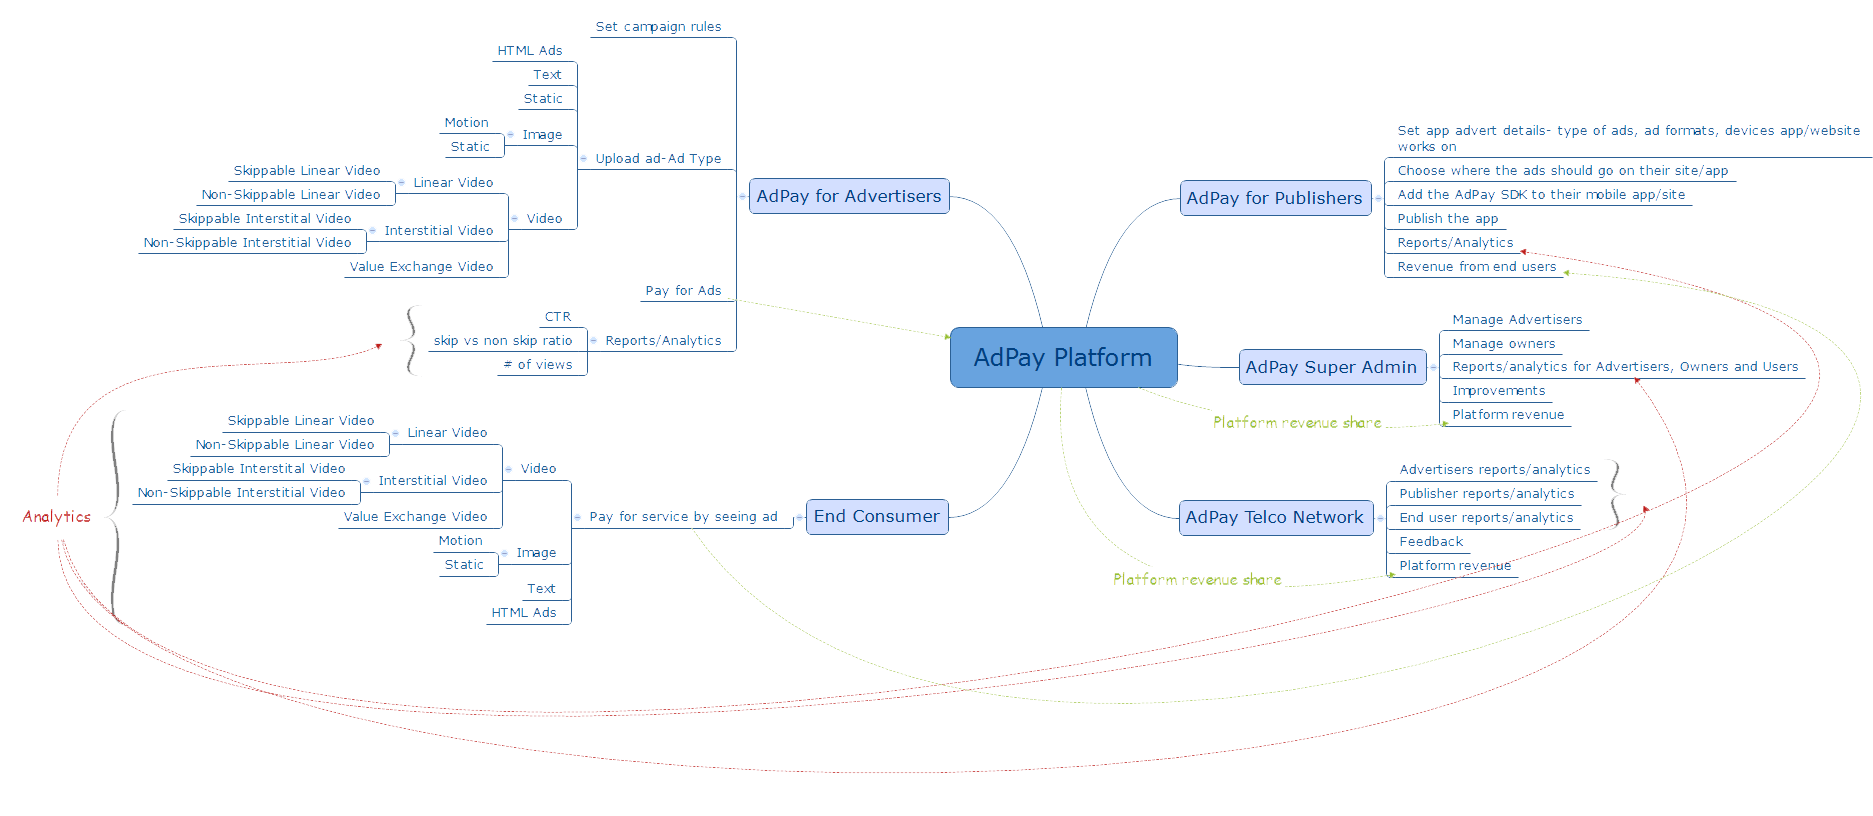 Set campaign rules
HTML Ads
Text
Static
Motion
Image
Static
Upload ad-Ad Type
Skippable Linear Video
Linear Video
Non-Skippable Linear Video
Skippable Interstital Video
Video
Interstitial Video
Non-Skippable Interstitial Video
Value Exchange Video
AdPay for Advertisers
Pay for Ads
CTR
skip vs non skip ratio
Reports/Analytics
# of views
Skippable Linear Video
Linear Video
Non-Skippable Linear Video
Skippable Interstital Video
Video
Interstitial Video
Non-Skippable Interstitial Video
Value Exchange Video
Analytics
Pay for service by seeing ad
End Consumer
Motion
Image
Static
Text
HTML Ads
AdPay Platform
AdPay for Publishers
Set app advert details- type of ads, ad formats, devices app/website
works on
Choose where the ads should go on their site/app
Add the AdPay SDK to their mobile app/site
Publish the app
Reports/Analytics
Revenue from end users
AdPay Super Admin
Manage Advertisers
Manage owners
Reports/analytics for Advertisers, Owners and Users
Improvements
Platform revenue
Platform revenue share
AdPay Telco Network
Advertisers reports/analytics
Publisher reports/analytics
End user reports/analytics
Feedback
Platform revenue
Platform revenue share